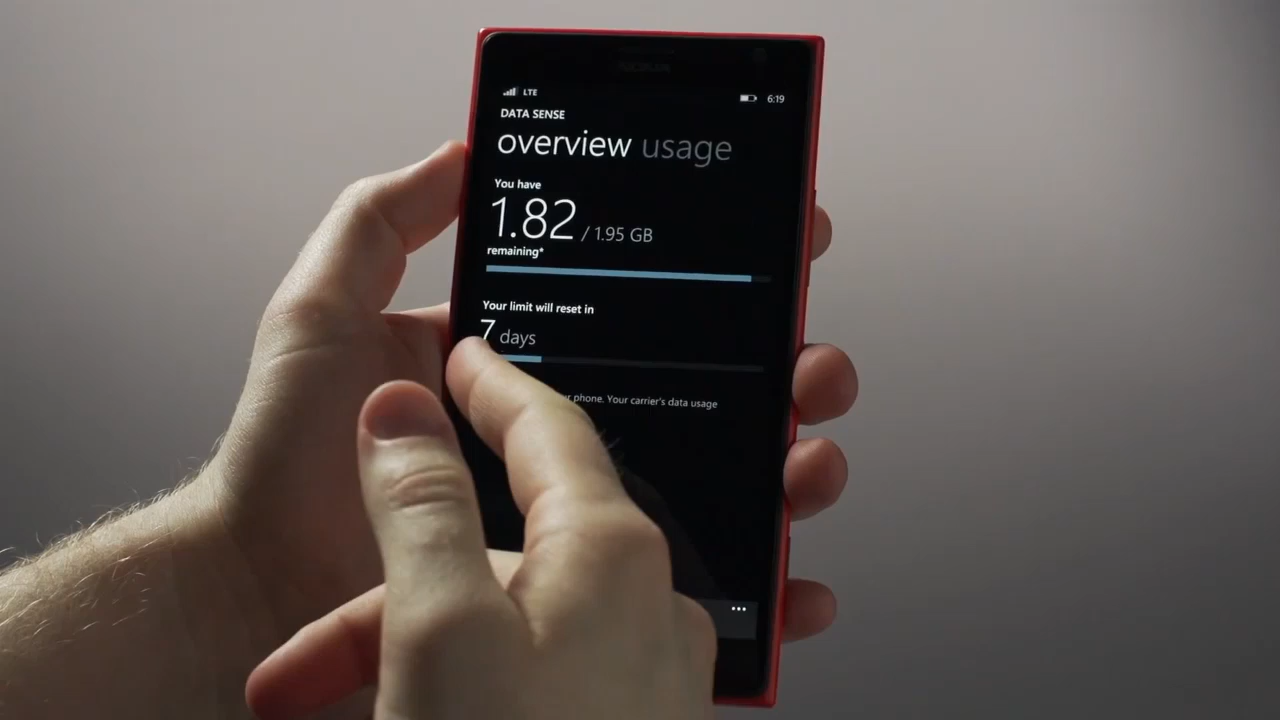 NOKIA
LTE 6:19
DATA SENSE
overview usage
You have
1.82 / 1.95 GB
remaining*
Your limit will reset in
7 days
phone. Your carrier's data usage